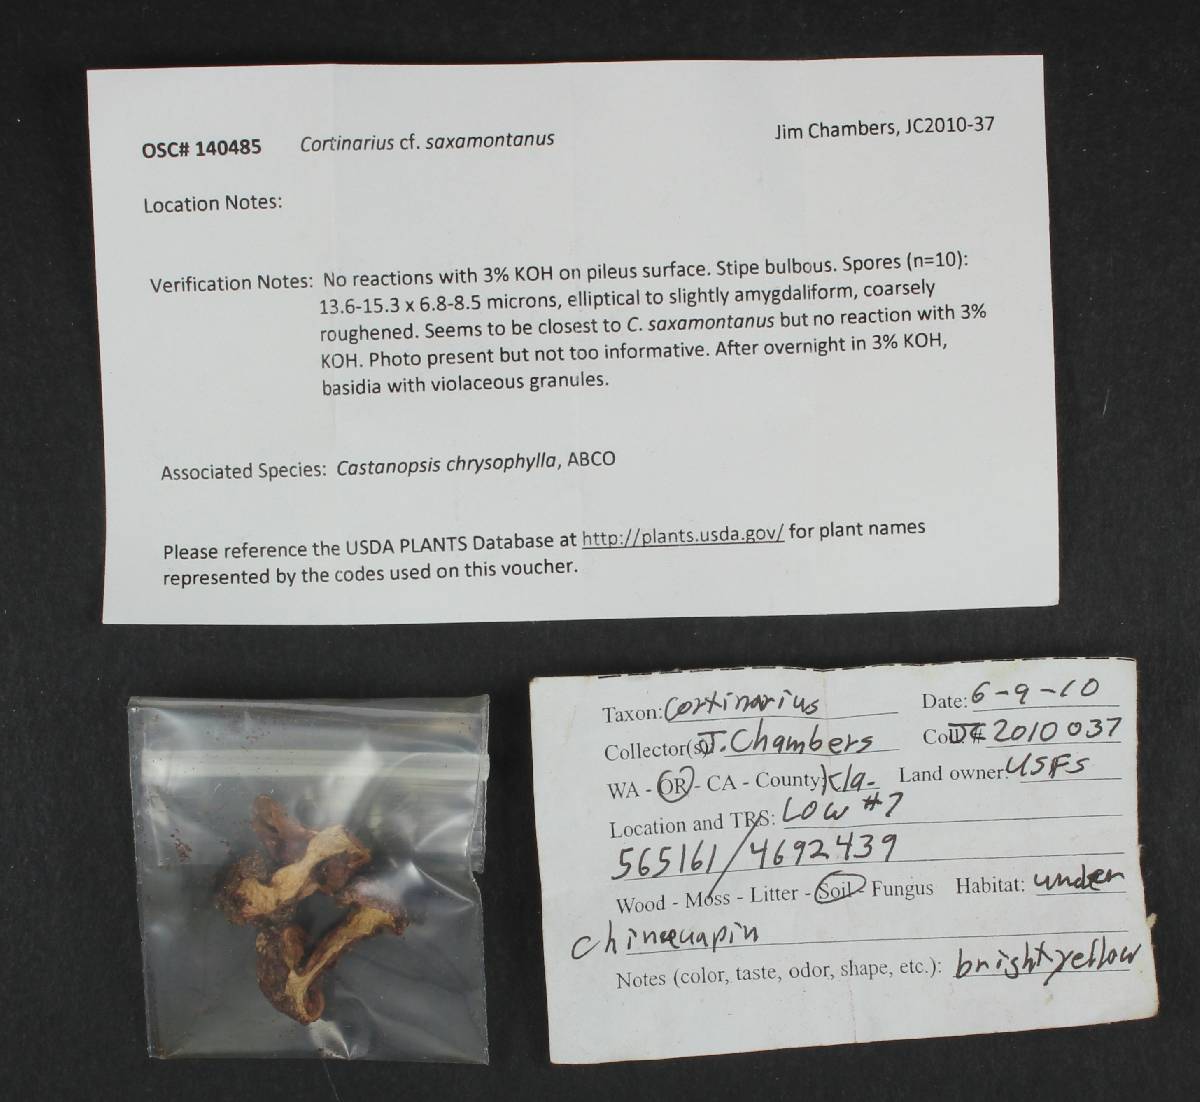 OSC# 140485 Cortinarius cf. saxamontanus Jim Chambers, JC2010-37
Location Notes:
Verification Notes: No reactions with 3% KOH on pileus surface. Stipe bulbous. Spores (n=10):
13.6-15.3 x 6.8-8.5 microns, elliptical to slightly amygdaliform, coarsely
roughened. Seems to be closest to C. saxamontanus but no reaction with 3%
KOH. Photo present but not too informative. After overnight in 3% KOH,
basidia with violaceous granules.
Associated Species: Castanopsis chrysophylla, ABCO
Please reference the USDA PLANTS Database at http://plants.usda.gov/ for plant names
represented by the codes used on this voucher.
Taxon: Cortinarius Date: 6-9-10
Collector(s) J. Chambers 2010 037
WA - OR - CA - County Kla- Land owner: USFS
Location and TRS: LOW #7
565161/4692439
Wood - Moss - Litter - Soil - Fungus Habitat: under
chinquapin
Notes (color, taste, odor, shape, etc.): bright yellow